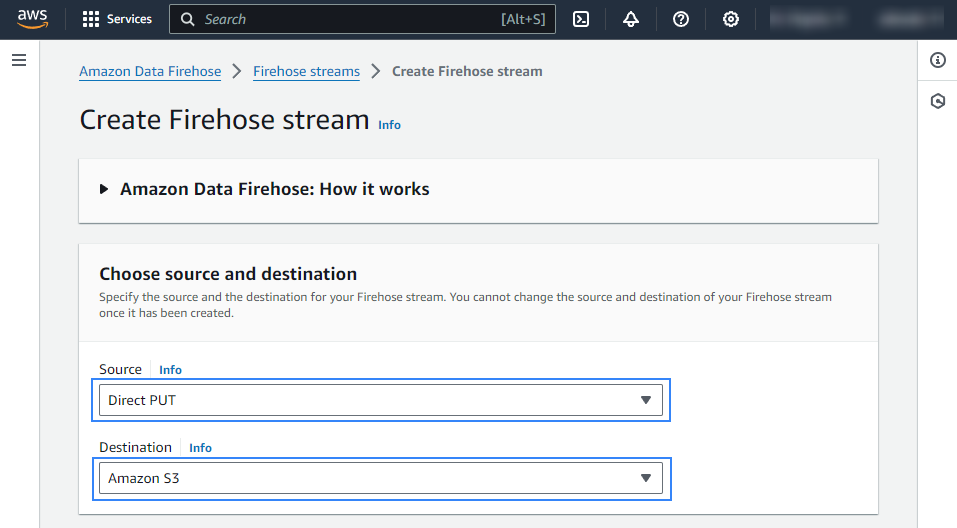 aws Services Search [Alt+S]
Amazon Data Firehose > Firehose streams > Create Firehose stream
Create Firehose stream Info
Amazon Data Firehose: How it works
Choose source and destination
Specify the source and the destination for your Firehose stream. You cannot change the source and destination of your Firehose stream
once it has been created.
Source Info
Direct PUT
Destination Info
Amazon S3